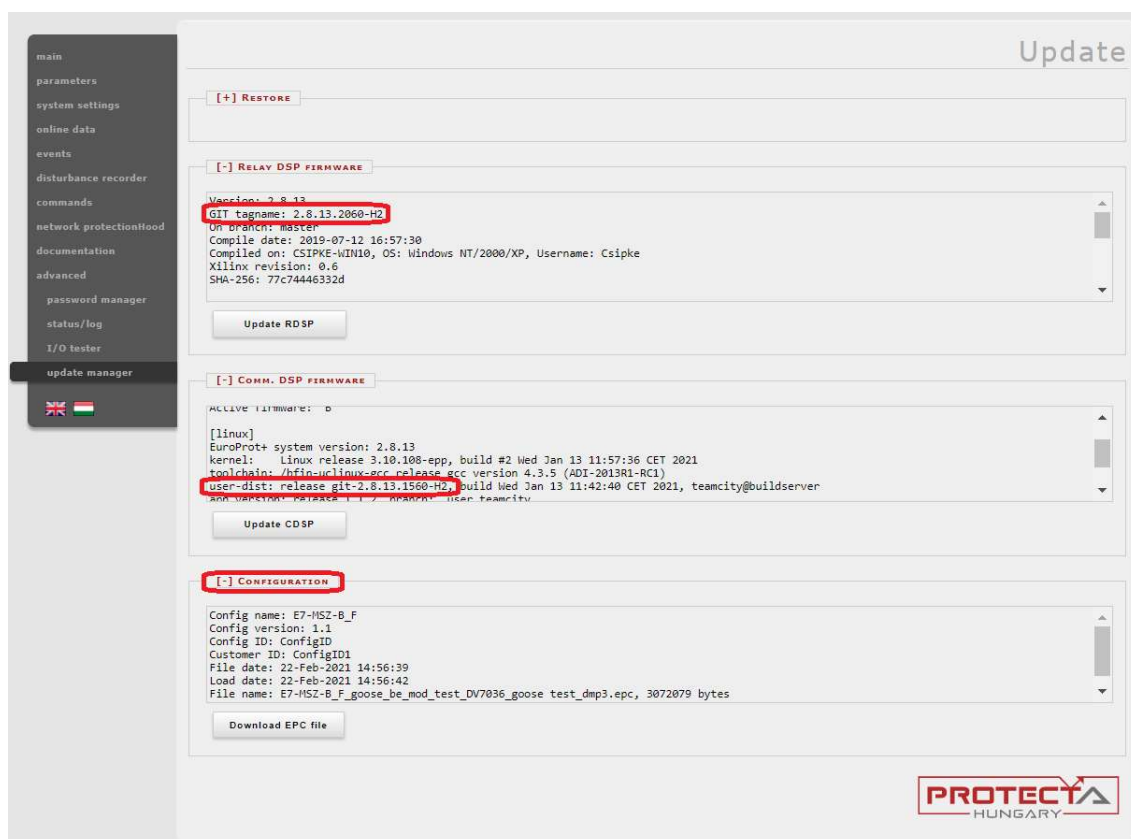 Update
main
parameters
system settings
online data
events
disturbance recorder
commands
network protectionHood
documentation
advanced
password manager
status/log
I/O tester
update manager
[+] RESTORE
[-] RELAY DSP FIRMWARE
Version: 2.8.13
GIT tagname: 2.8.13.2060-H2
On branch: master
Compile date: 2019-07-12 16:57:30
Compiled on: CSIPKE-WIN10, OS: Windows NT/2000/XP, Username: Csipke
Xilinx revision: 0.6
SHA-256: 77c74446332d
Update RDSP
[-] COMM. DSP FIRMWARE
Active firmware: B
[linux]
EuroProt+ system version: 2.8.13
kernel: Linux release 3.10.108-epp, build #2 Wed Jan 13 11:57:36 CET 2021
toolchain: /bfin-uclinux-gcc release gcc version 4.3.5 (ADI-2013R1-RC1)
user-dist: release git-2.8.13.1560-H2, build Wed Jan 13 11:42:40 CET 2021, teamcity@buildserver
app version: release 1.1.2 branch: user teamcity
Update CDSP
[-] CONFIGURATION
Config name: E7-MSZ-B_F
Config version: 1.1
Config ID: ConfigID
Customer ID: ConfigID1
File date: 22-Feb-2021 14:56:39
Load date: 22-Feb-2021 14:56:42
File name: E7-MSZ-B_F_goose_be_mod_test_DV7036_goose test_dmp3.epc, 3072079 bytes
Download EPC file
PROTECTA
HUNGARY